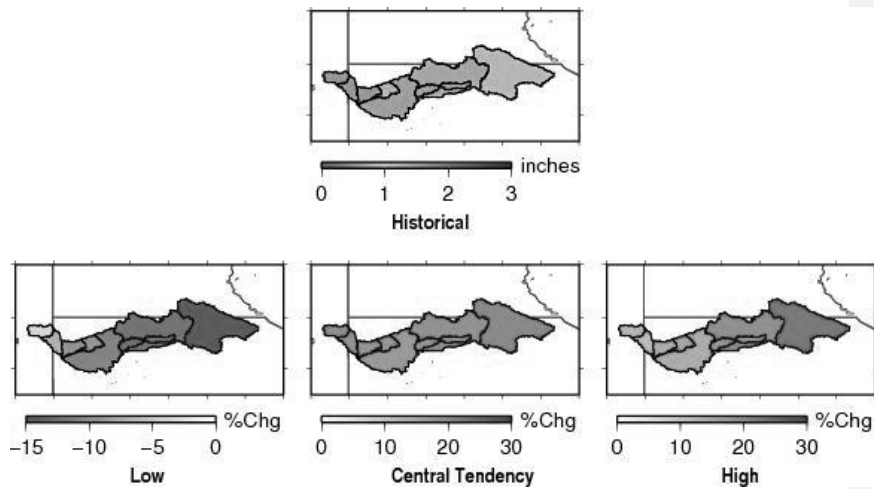 inches
0 1 2 3
Historical
%Chg
−15 −10 −5 0
Low
%Chg
0 10 20 30
Central Tendency
%Chg
0 10 20 30
High